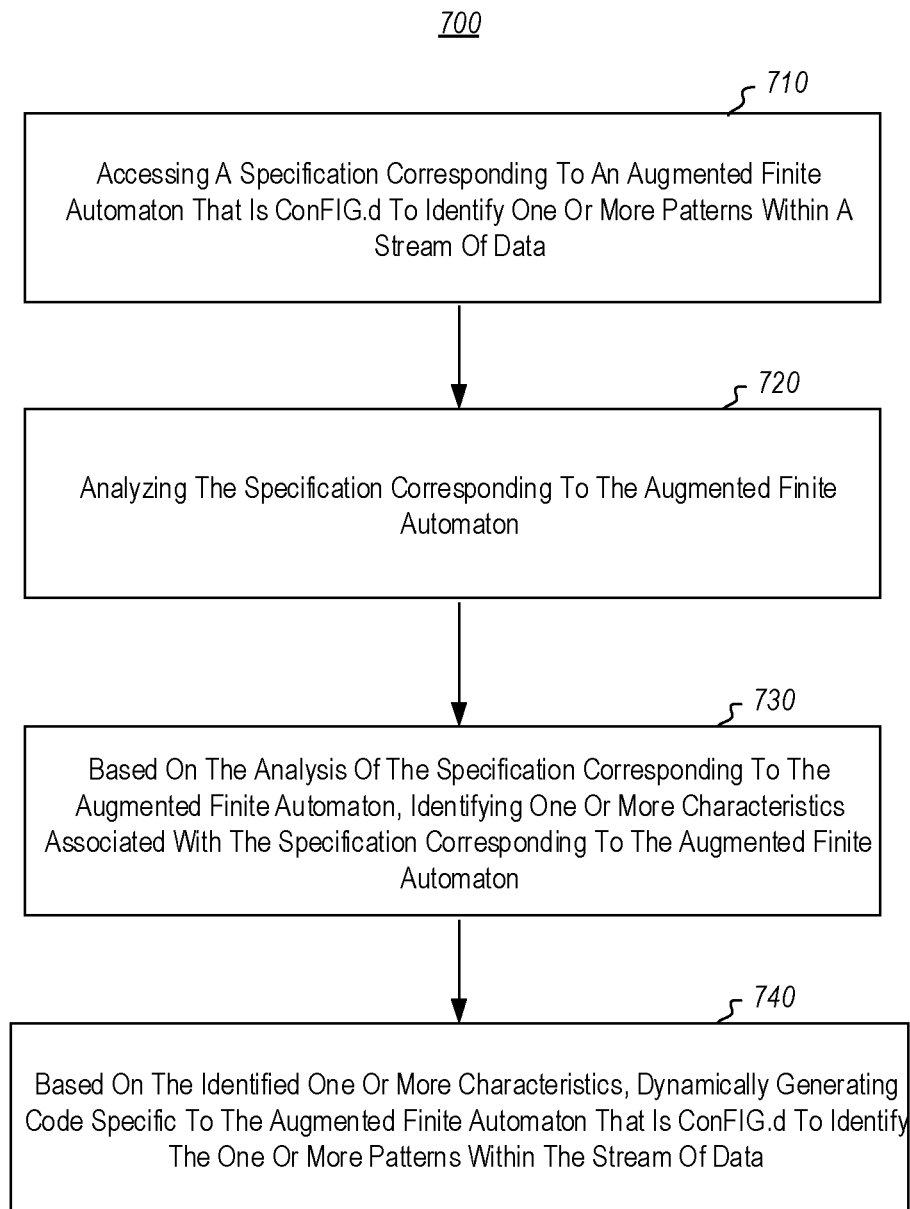 700
710
Accessing A Specification Corresponding To An Augmented Finite
Automaton That Is ConFIG.d To Identify One Or More Patterns Within A
Stream Of Data
720
Analyzing The Specification Corresponding To The Augmented Finite
Automaton
730
Based On The Analysis Of The Specification Corresponding To The
Augmented Finite Automaton, Identifying One Or More Characteristics
Associated With The Specification Corresponding To The Augmented Finite
Automaton
740
Based On The Identified One Or More Characteristics, Dynamically Generating
Code Specific To The Augmented Finite Automaton That Is ConFIG.d To Identify
The One Or More Patterns Within The Stream Of Data